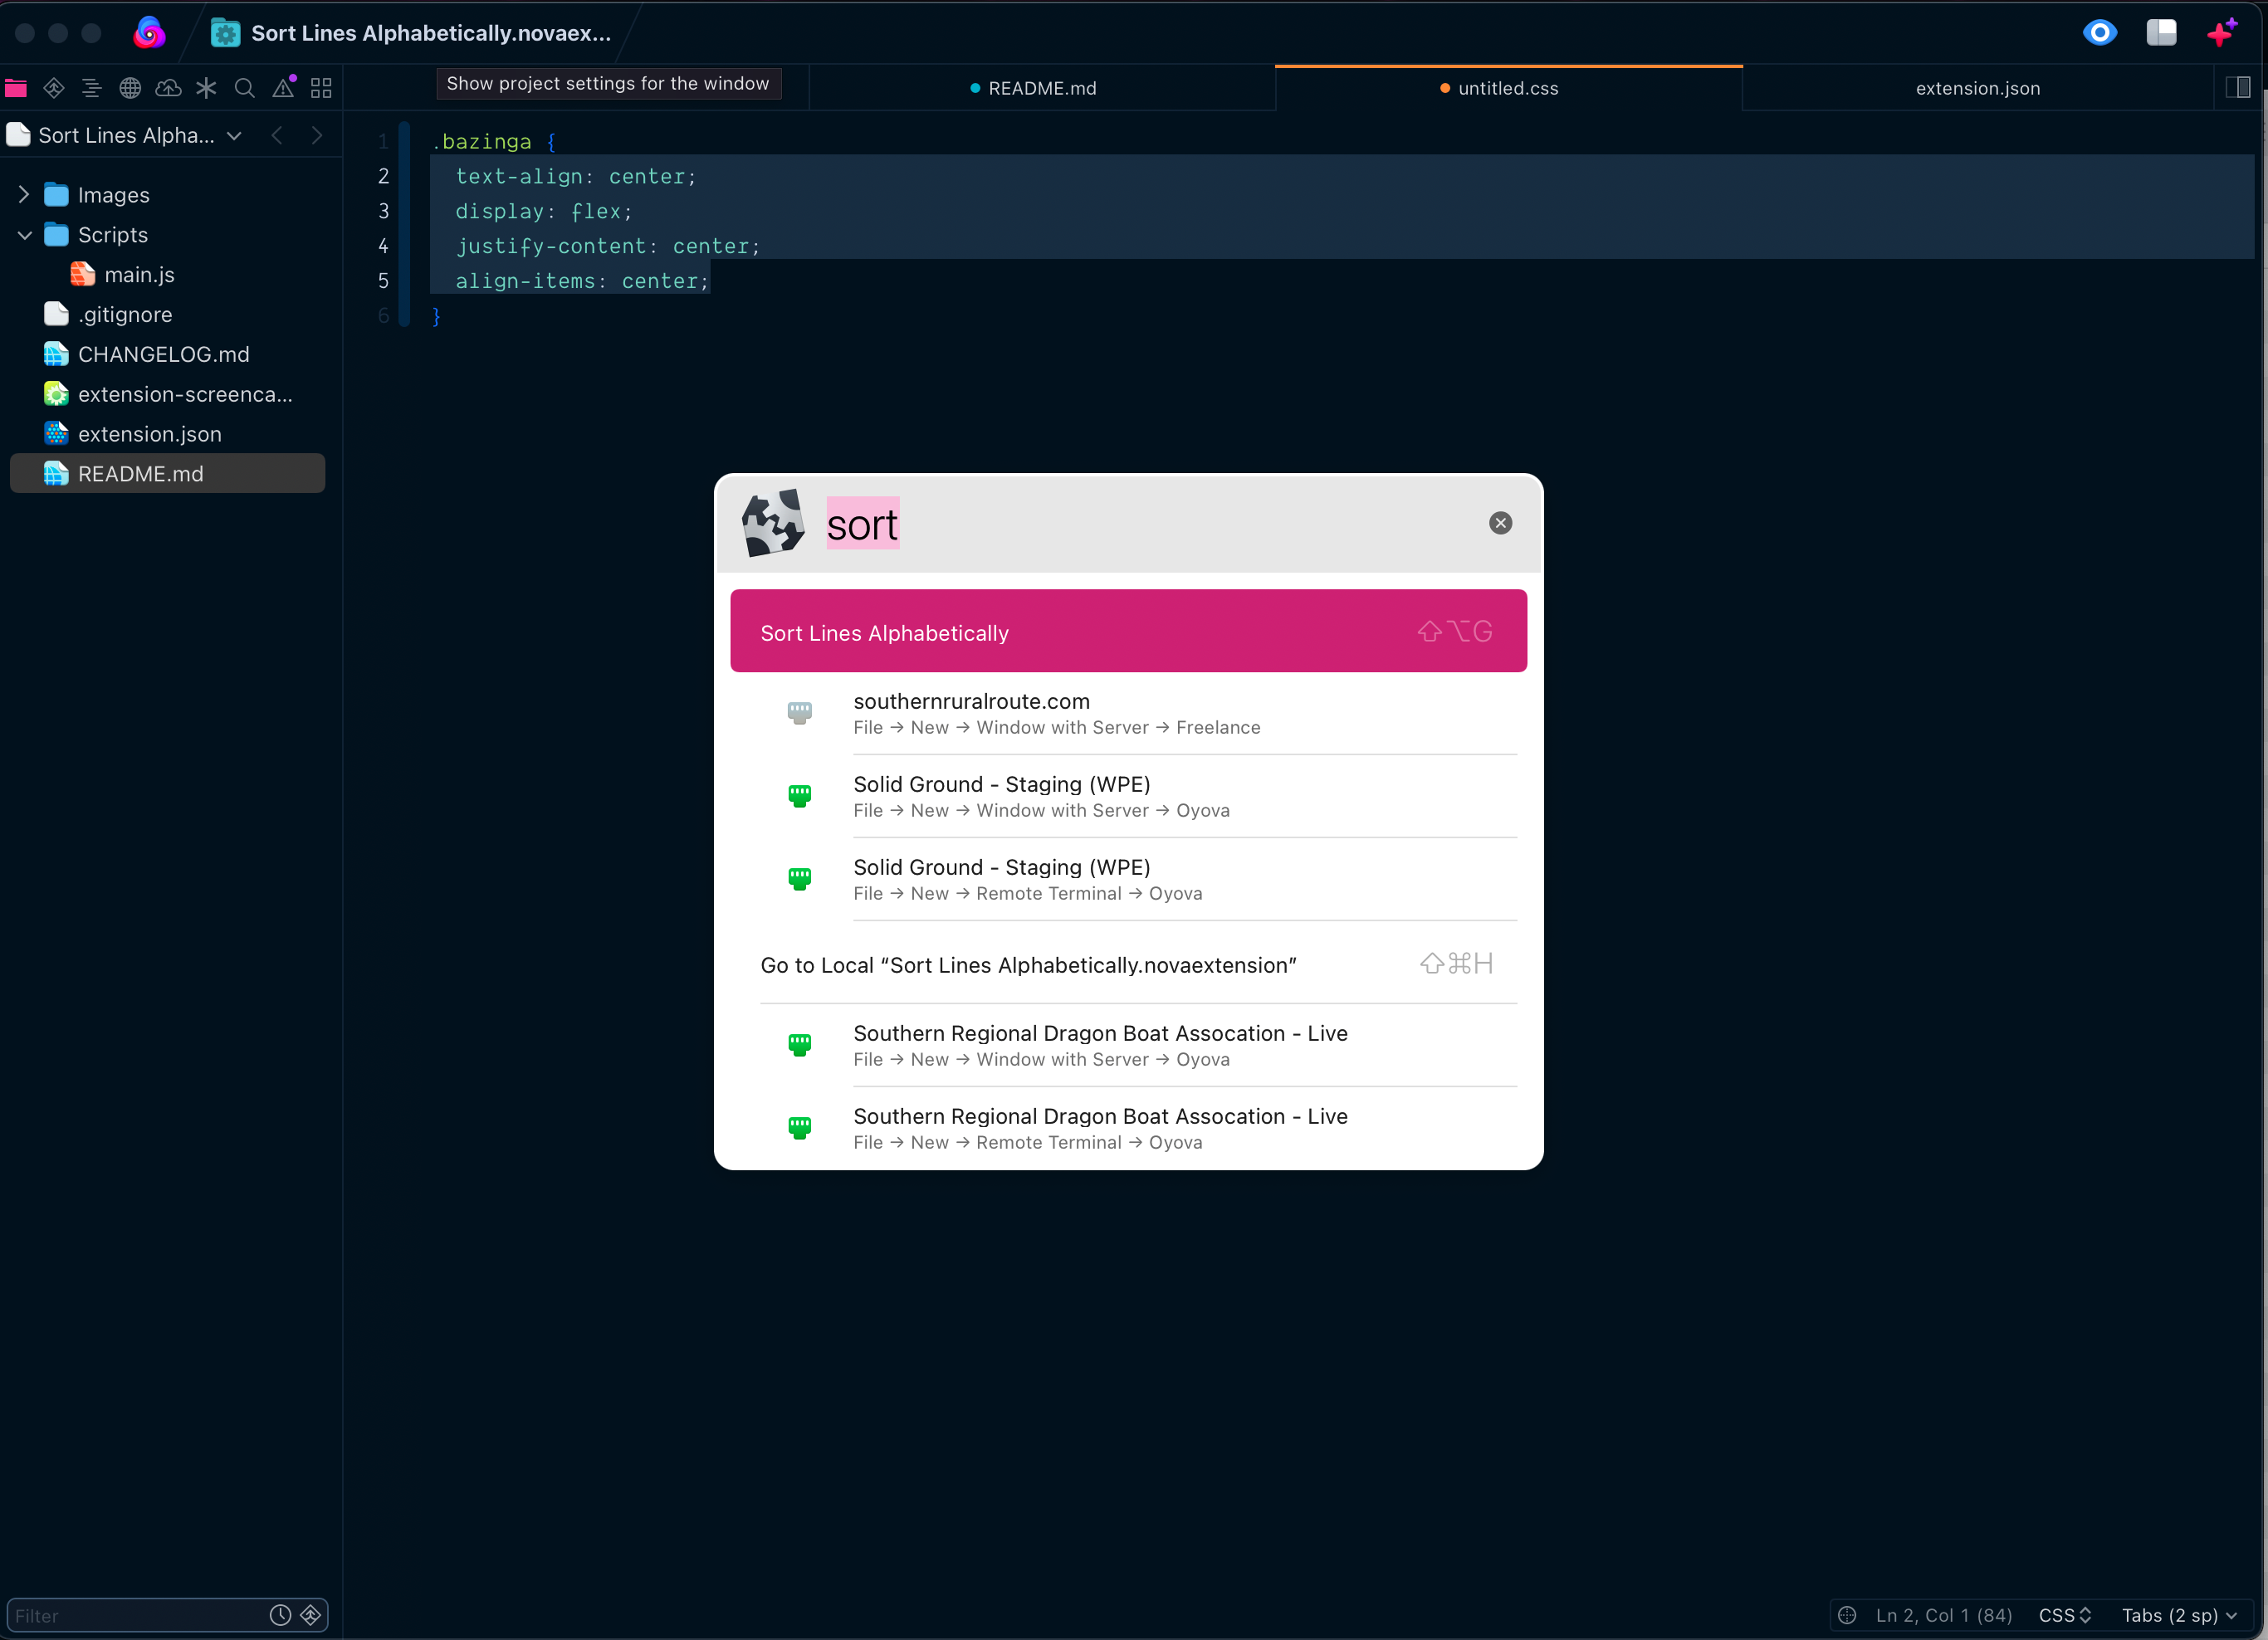 Sort Lines Alphabetically.novaex...
Show project settings for the window
README.md
untitled.css
extension.json
Sort Lines Alpha...
Images
Scripts
main.js
.gitignore
CHANGELOG.md
extension-screenca...
extension.json
README.md
1 .bazinga {
2 text-align: center;
3 display: flex;
4 justify-content: center;
5 align-items: center;
6 }
sort
Sort Lines Alphabetically ⇧⌥G
southernruralroute.com
File → New → Window with Server → Freelance
Solid Ground - Staging (WPE)
File → New → Window with Server → Oyova
Solid Ground - Staging (WPE)
File → New → Remote Terminal → Oyova
Go to Local “Sort Lines Alphabetically.novaextension” ⇧⌘H
Southern Regional Dragon Boat Assocation - Live
File → New → Window with Server → Oyova
Southern Regional Dragon Boat Assocation - Live
File → New → Remote Terminal → Oyova
Filter
Ln 2, Col 1 (84) CSS Tabs (2 sp)